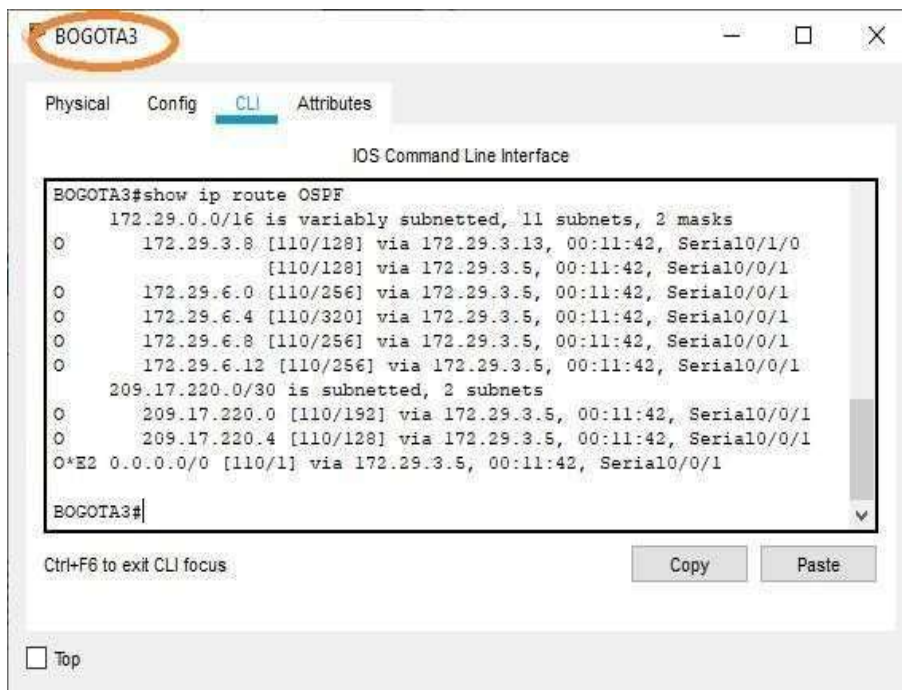 BOGOTA3
Physical Config CLI Attributes
IOS Command Line Interface
BOGOTA3#show ip route OSPF
172.29.0.0/16 is variably subnetted, 11 subnets, 2 masks
O 172.29.3.8 [110/128] via 172.29.3.13, 00:11:42, Serial0/1/0
[110/128] via 172.29.3.5, 00:11:42, Serial0/0/1
O 172.29.6.0 [110/256] via 172.29.3.5, 00:11:42, Serial0/0/1
O 172.29.6.4 [110/320] via 172.29.3.5, 00:11:42, Serial0/0/1
O 172.29.6.8 [110/256] via 172.29.3.5, 00:11:42, Serial0/0/1
O 172.29.6.12 [110/256] via 172.29.3.5, 00:11:42, Serial0/0/1
209.17.220.0/30 is subnetted, 2 subnets
O 209.17.220.0 [110/192] via 172.29.3.5, 00:11:42, Serial0/0/1
O 209.17.220.4 [110/128] via 172.29.3.5, 00:11:42, Serial0/0/1
O*E2 0.0.0.0/0 [110/1] via 172.29.3.5, 00:11:42, Serial0/0/1
BOGOTA3#
Ctrl+F6 to exit CLI focus
Copy Paste
Top